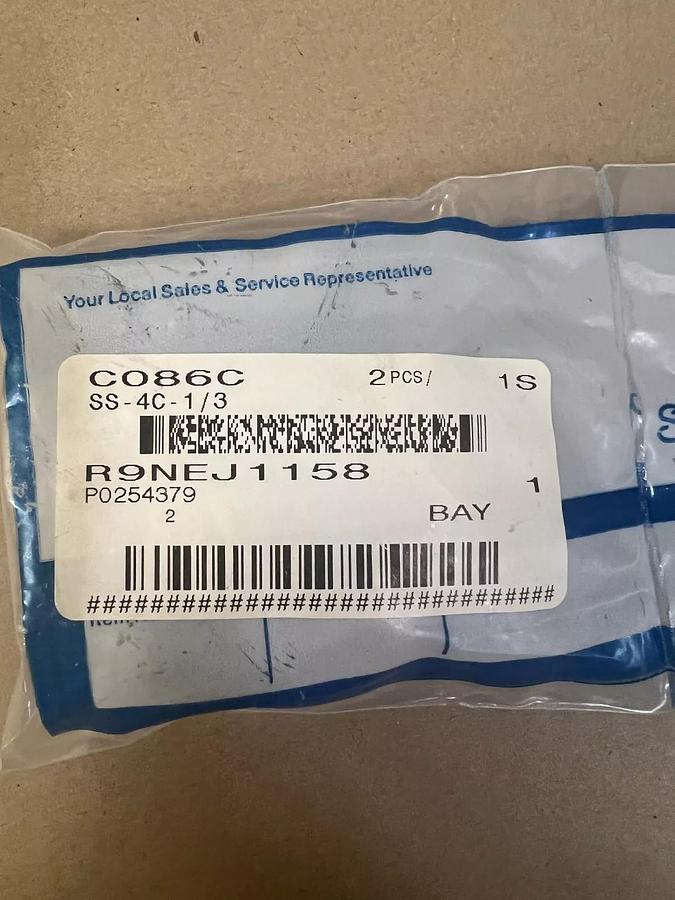 Your Local Sales & Service Representative
C086C 2 PCS/ 1S
SS-4C-1/3
R9NEJ1158
P0254379 1
2 BAY
####################################
S